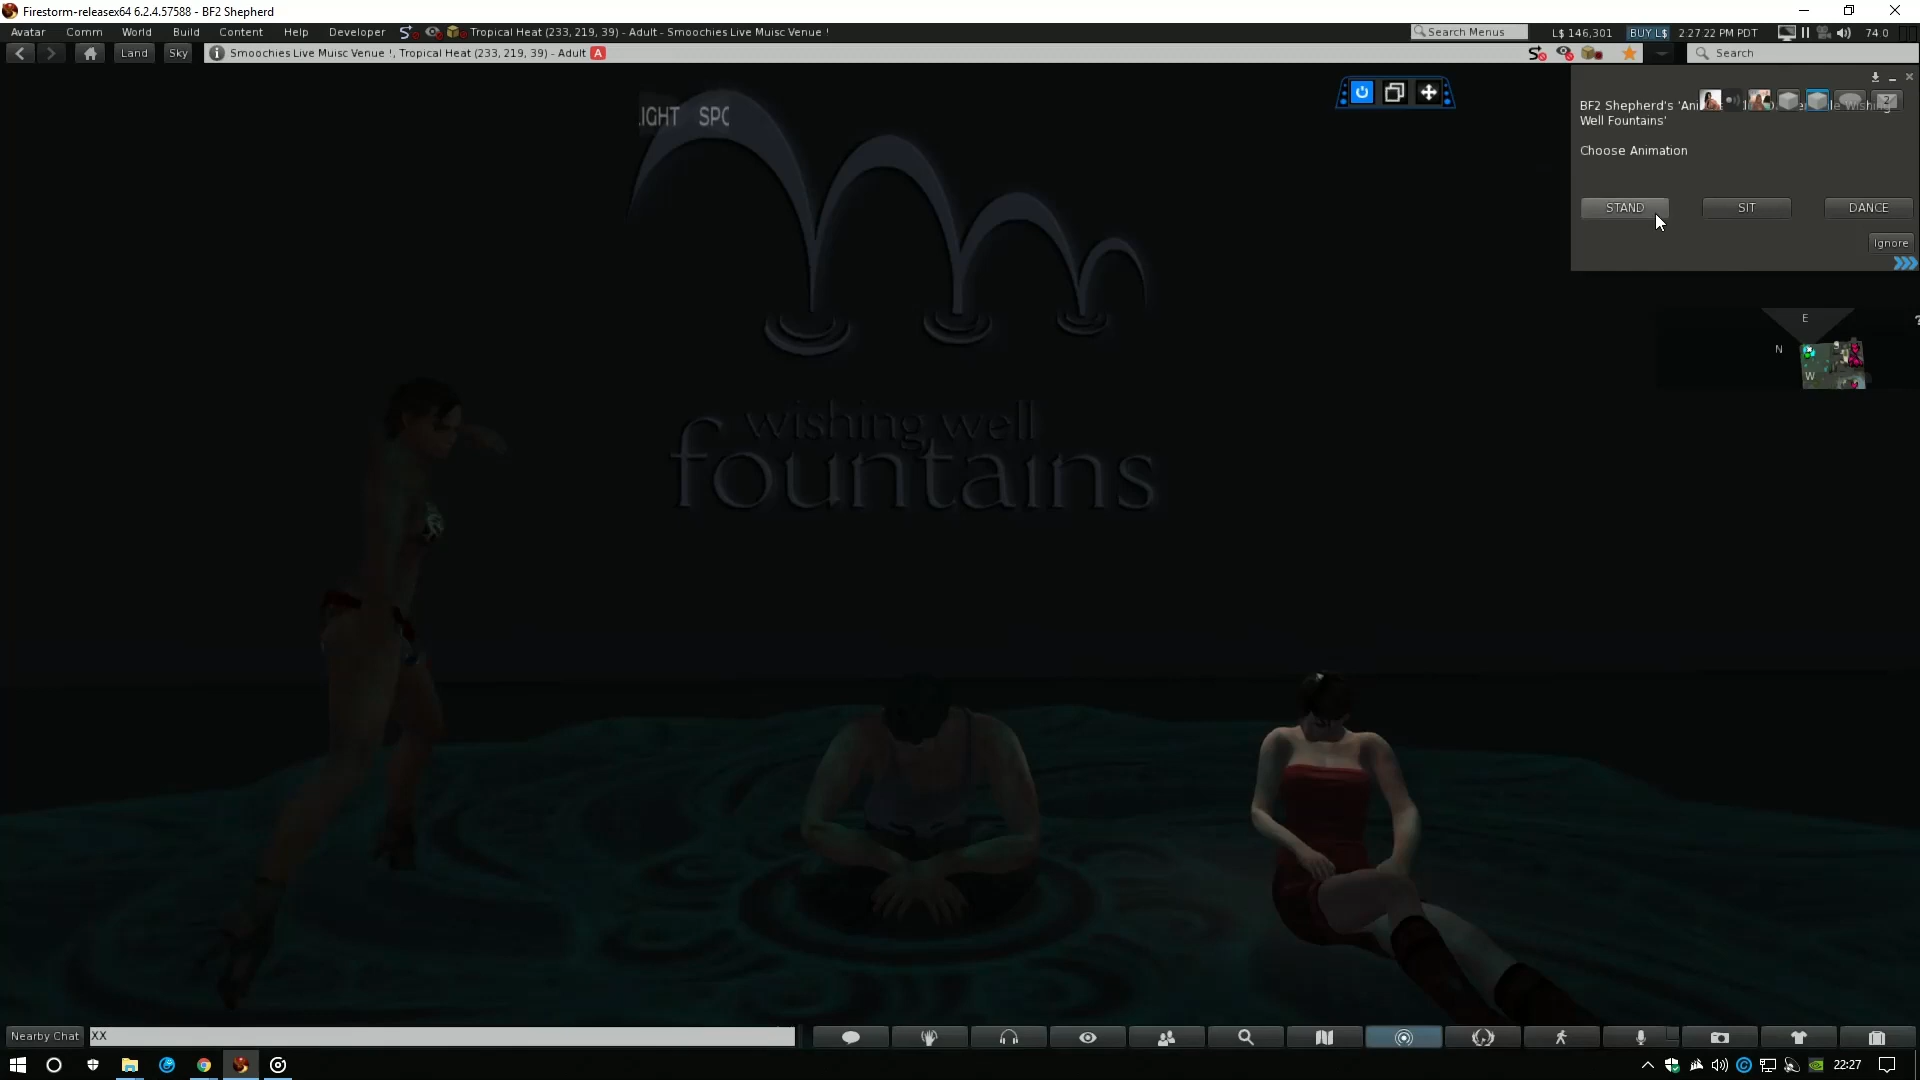 Firestorm-releasex64 6.2.4.57588 - BF2 Shepherd
Avatar Comm World Build Content Help Developer Tropical Heat (233, 219, 39) - Adult - Smoochies Live Muisc Venue ! Search Menus L$ 146,301 BUY L$ 2:27:22 PM PDT 74.0
Land Sky Smoochies Live Muisc Venue !, Tropical Heat (233, 219, 39) - Adult A Search
IGHT SPO
BF2 Shepherd's Wishing
Well Fountains'
Choose Animation
STAND SIT DANCE
Ignore
E
N
W
wishing well
fountains
Nearby Chat XX
22:27